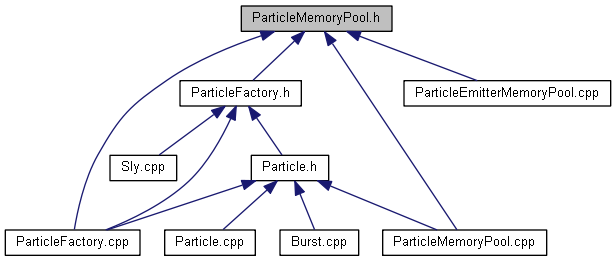 ParticleMemoryPool.h
ParticleFactory.h
ParticleEmitterMemoryPool.cpp
Sly.cpp
Particle.h
ParticleFactory.cpp
Particle.cpp
Burst.cpp
ParticleMemoryPool.cpp